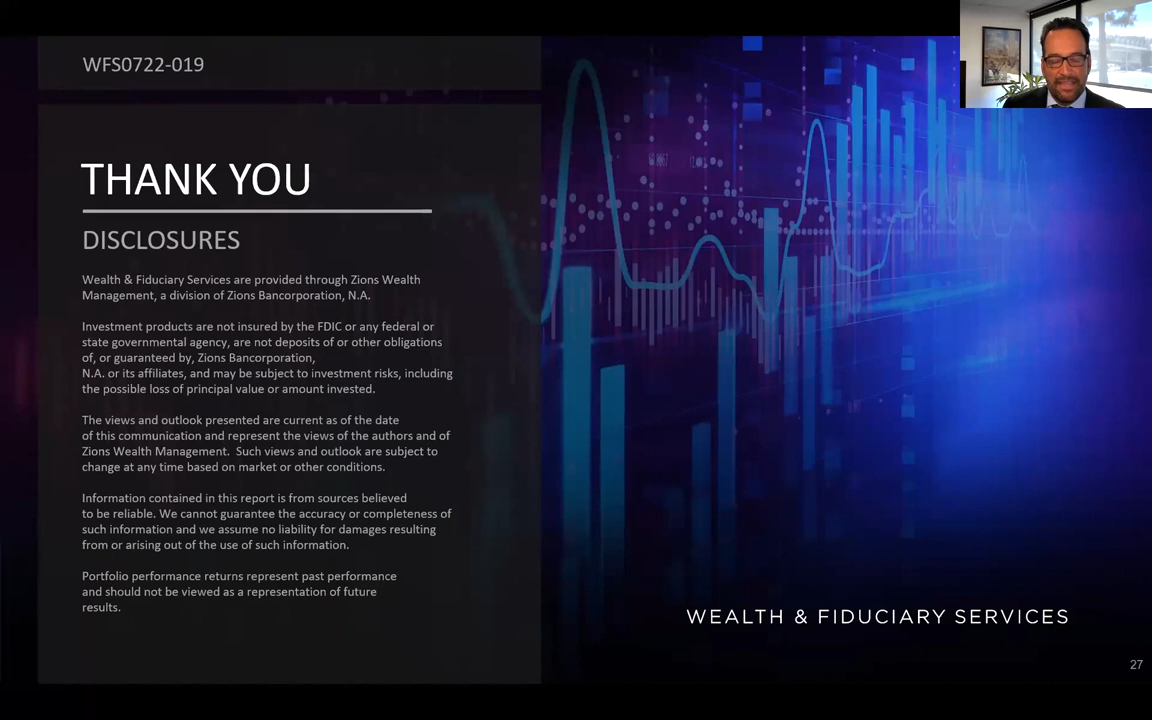 WFS0722-019
THANK YOU
DISCLOSURES
Wealth & Fiduciary Services are provided through Zions Wealth
Management, a division of Zions Bancorporation, N.A.
Investment products are not insured by the FDIC or any federal or
state governmental agency, are not deposits of or other obligations
of, or guaranteed by, Zions Bancorporation,
N.A. or its affiliates, and may be subject to investment risks, including
the possible loss of principal value or amount invested.
The views and outlook presented are current as of the date
of this communication and represent the views of the authors and of
Zions Wealth Management.  Such views and outlook are subject to
change at any time based on market or other conditions.
Information contained in this report is from sources believed
to be reliable. We cannot guarantee the accuracy or completeness of
such information and we assume no liability for damages resulting
from or arising out of the use of such information.
Portfolio performance returns represent past performance
and should not be viewed as a representation of future
results.
WEALTH & FIDUCIARY SERVICES
27